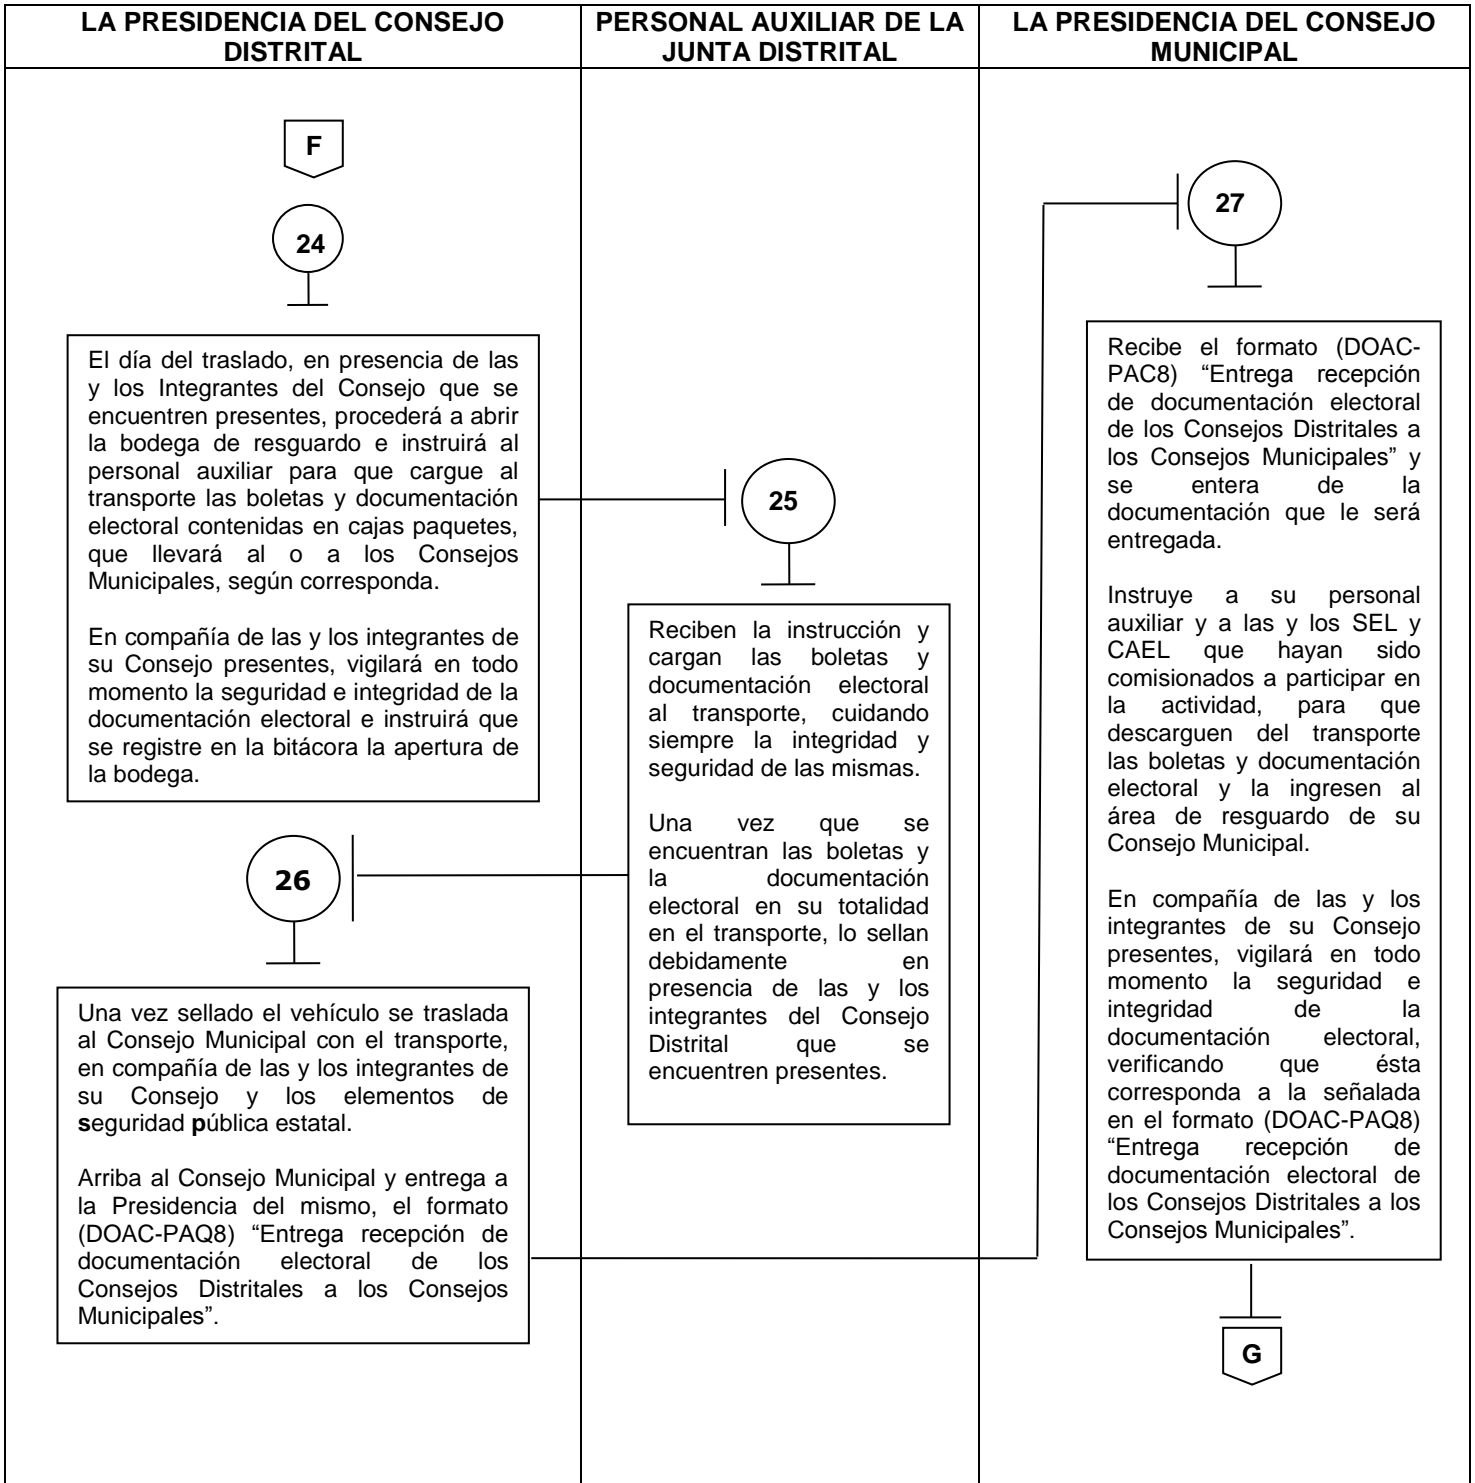 LA PRESIDENCIA DEL CONSEJO
DISTRITAL
PERSONAL AUXILIAR DE LA
JUNTA DISTRITAL
LA PRESIDENCIA DEL CONSEJO
MUNICIPAL
F
24
El día del traslado, en presencia de las
y los Integrantes del Consejo que se
encuentren presentes, procederá a abrir
la bodega de resguardo e instruirá al
personal auxiliar para que cargue al
transporte las boletas y documentación
electoral contenidas en cajas paquetes,
que llevará al o a los Consejos
Municipales, según corresponda.
En compañía de las y los integrantes de
su Consejo presentes, vigilará en todo
momento la seguridad e integridad de la
documentación electoral e instruirá que
se registre en la bitácora la apertura de
la bodega.
25
Reciben la instrucción y
cargan las boletas y
documentación electoral
al transporte, cuidando
siempre la integridad y
seguridad de las mismas.
Una vez que se
encuentran las boletas y
la documentación
electoral en su totalidad
en el transporte, lo sellan
debidamente en
presencia de las y los
integrantes del Consejo
Distrital que se
encuentren presentes.
26
Una vez sellado el vehículo se traslada
al Consejo Municipal con el transporte,
en compañía de las y los integrantes de
su Consejo y los elementos de
seguridad pública estatal.
Arriba al Consejo Municipal y entrega a
la Presidencia del mismo, el formato
(DOAC-PAQ8) “Entrega recepción de
documentación electoral de los
Consejos Distritales a los Consejos
Municipales”.
27
Recibe el formato (DOAC-
PAC8) “Entrega recepción
de documentación electoral
de los Consejos Distritales a
los Consejos Municipales” y
se entera de la
documentación que le será
entregada.
Instruye a su personal
auxiliar y a las y los SEL y
CAEL que hayan sido
comisionados a participar en
la actividad, para que
descarguen del transporte
las boletas y documentación
electoral y la ingresen al
área de resguardo de su
Consejo Municipal.
En compañía de las y los
integrantes de su Consejo
presentes, vigilará en todo
momento la seguridad e
integridad de la
documentación electoral,
verificando que ésta
corresponda a la señalada
en el formato (DOAC-PAQ8)
“Entrega recepción de
documentación electoral de
los Consejos Distritales a los
Consejos Municipales”.
G